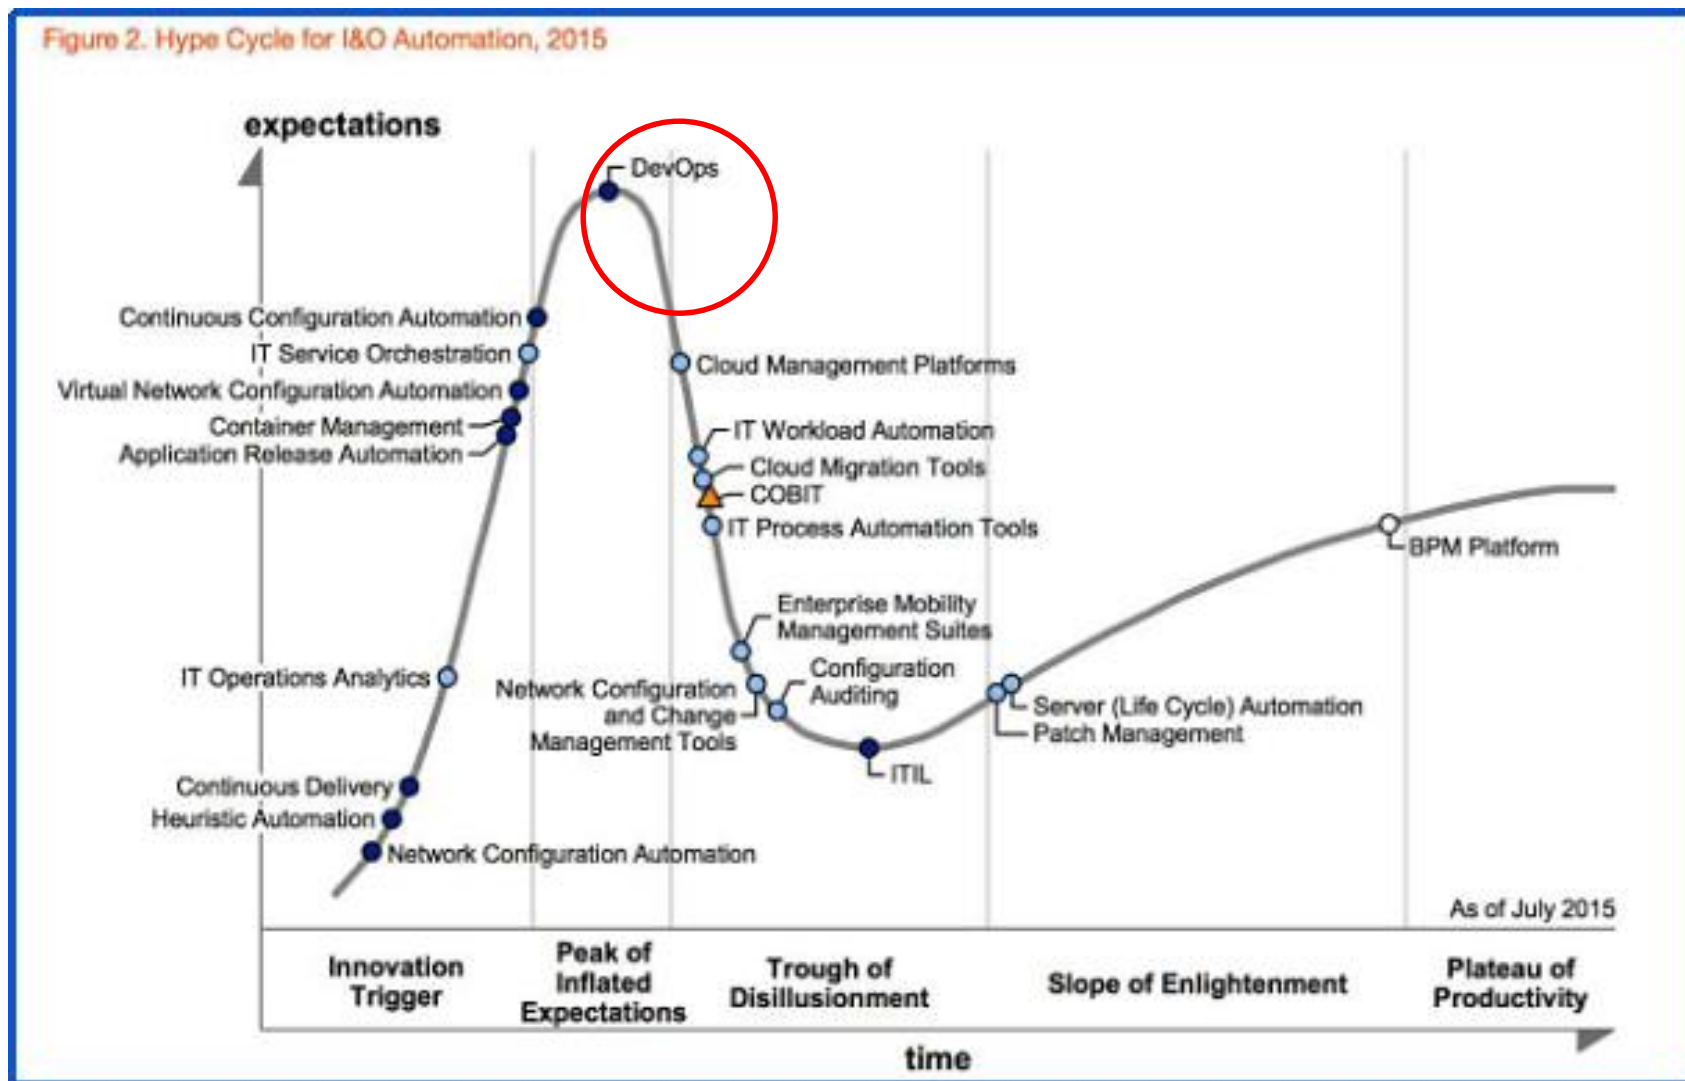 Figure 2. Hype Cycle for I&O Automation, 2015
expectations
DevOps
Continuous Configuration Automation
IT Service Orchestration
Virtual Network Configuration Automation
Container Management
Application Release Automation
Cloud Management Platforms
IT Workload Automation
Cloud Migration Tools
COBIT
IT Process Automation Tools
BPM Platform
Enterprise Mobility
Management Suites
IT Operations Analytics
Configuration
Auditing
Network Configuration
and Change
Management Tools
Server (Life Cycle) Automation
Patch Management
ITIL
Continuous Delivery
Heuristic Automation
Network Configuration Automation
As of July 2015
Innovation
Trigger
Peak of
Inflated
Expectations
Trough of
Disillusionment
Slope of Enlightenment
Plateau of
Productivity
time